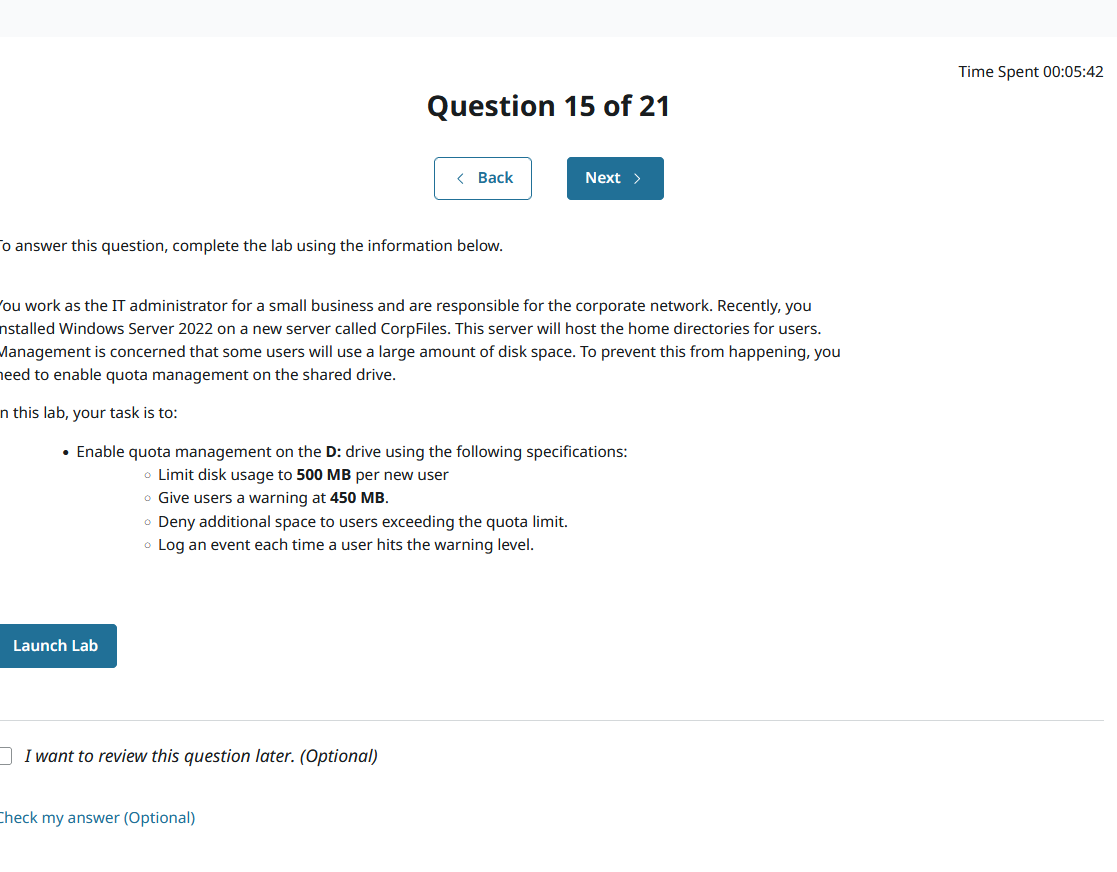 Time Spent 00:05:42
Question 15 of 21
Back
Next
To answer this question, complete the lab using the information below.
You work as the IT administrator for a small business and are responsible for the corporate network. Recently, you
installed Windows Server 2022 on a new server called CorpFiles. This server will host the home directories for users.
Management is concerned that some users will use a large amount of disk space. To prevent this from happening, you
need to enable quota management on the shared drive.
In this lab, your task is to:
• Enable quota management on the D: drive using the following specifications:
◦ Limit disk usage to 500 MB per new user
◦ Give users a warning at 450 MB.
◦ Deny additional space to users exceeding the quota limit.
◦ Log an event each time a user hits the warning level.
Launch Lab
I want to review this question later. (Optional)
Check my answer (Optional)